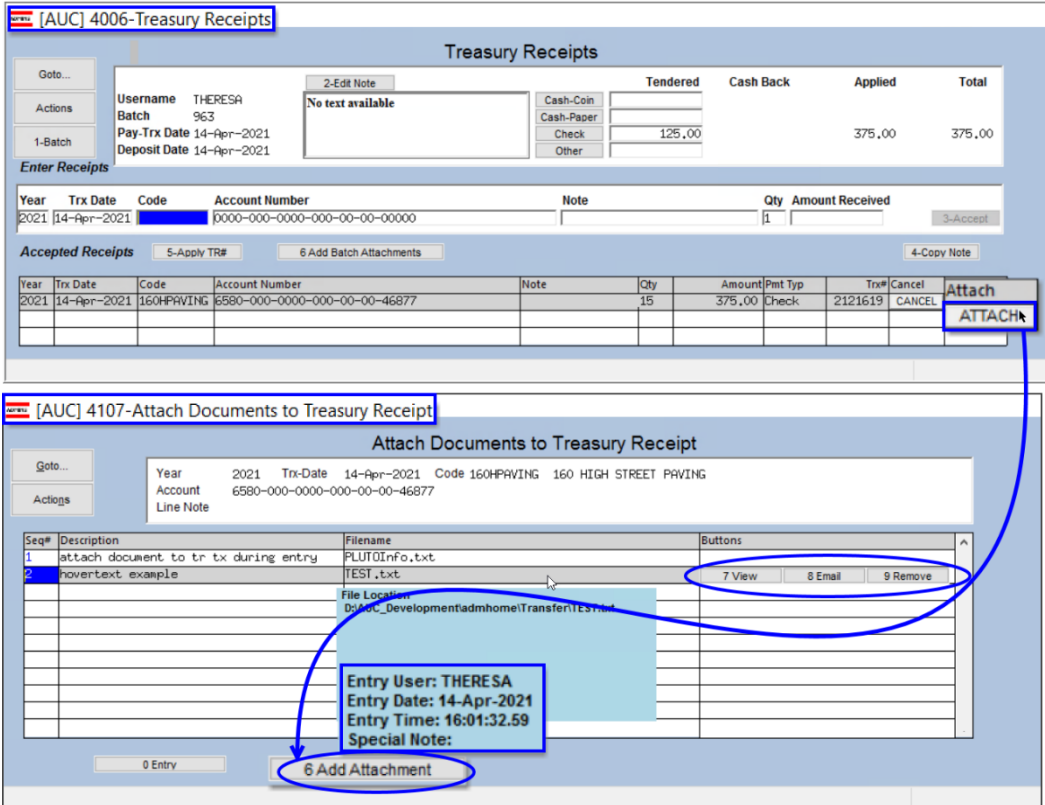 [AUC] 4006-Treasury Receipts
Treasury Receipts
Goto...
Actions
1-Batch
Username THERESA
Batch 963
Pay-Trx Date 14-Apr-2021
Deposit Date 14-Apr-2021
2-Edit Note
No text available
Tendered Cash Back Applied Total
Cash-Coin
Cash-Paper
Check 125.00 375.00 375.00
Other
Enter Receipts
Year Trx Date Code Account Number Note Qty Amount Received
2021 14-Apr-2021 0000-000-0000-000-00-00-00000 1 3-Accept
Accepted Receipts 5-Apply TR# 6 Add Batch Attachments 4-Copy Note
Year Trx Date Code Account Number Note Qty Amount Pmt Typ Trx# Cancel Attach
2021 14-Apr-2021 160HPAVING 6580-000-0000-000-00-00-46877 15 375.00 Check 2121619 CANCEL ATTACH
[AUC] 4107-Attach Documents to Treasury Receipt
Attach Documents to Treasury Receipt
Goto...
Actions
Year 2021 Trx-Date 14-Apr-2021 Code 160HPAVING 160 HIGH STREET PAVING
Account 6580-000-0000-000-00-00-46877
Line Note
Seq# Description Filename Buttons
1 attach document to tr tx during entry PLUTOInfo.txt
2 hovertext example TEST.txt 7 View 8 Email 9 Remove
File Location
D:\AUC_Development\admhome\Transfer\TEST.txt
Entry User: THERESA
Entry Date: 14-Apr-2021
Entry Time: 16:01:32.59
Special Note:
0 Entry 6 Add Attachment